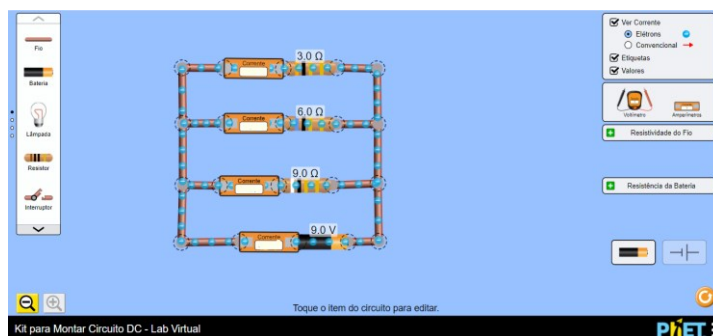 Fio
Bateria
Lâmpada
Resistor
Interruptor
Corrente
3.0 Ω
Corrente
6.0 Ω
Corrente
9.0 Ω
Corrente
9.0 V
Ver Corrente
Elétrons
Convencional
Etiquetas
Valores
Voltímetro
Amperímetros
Resistividade do Fio
Resistência da Bateria
Toque o item do circuito para editar.
Kit para Montar Circuito DC - Lab Virtual
PhET